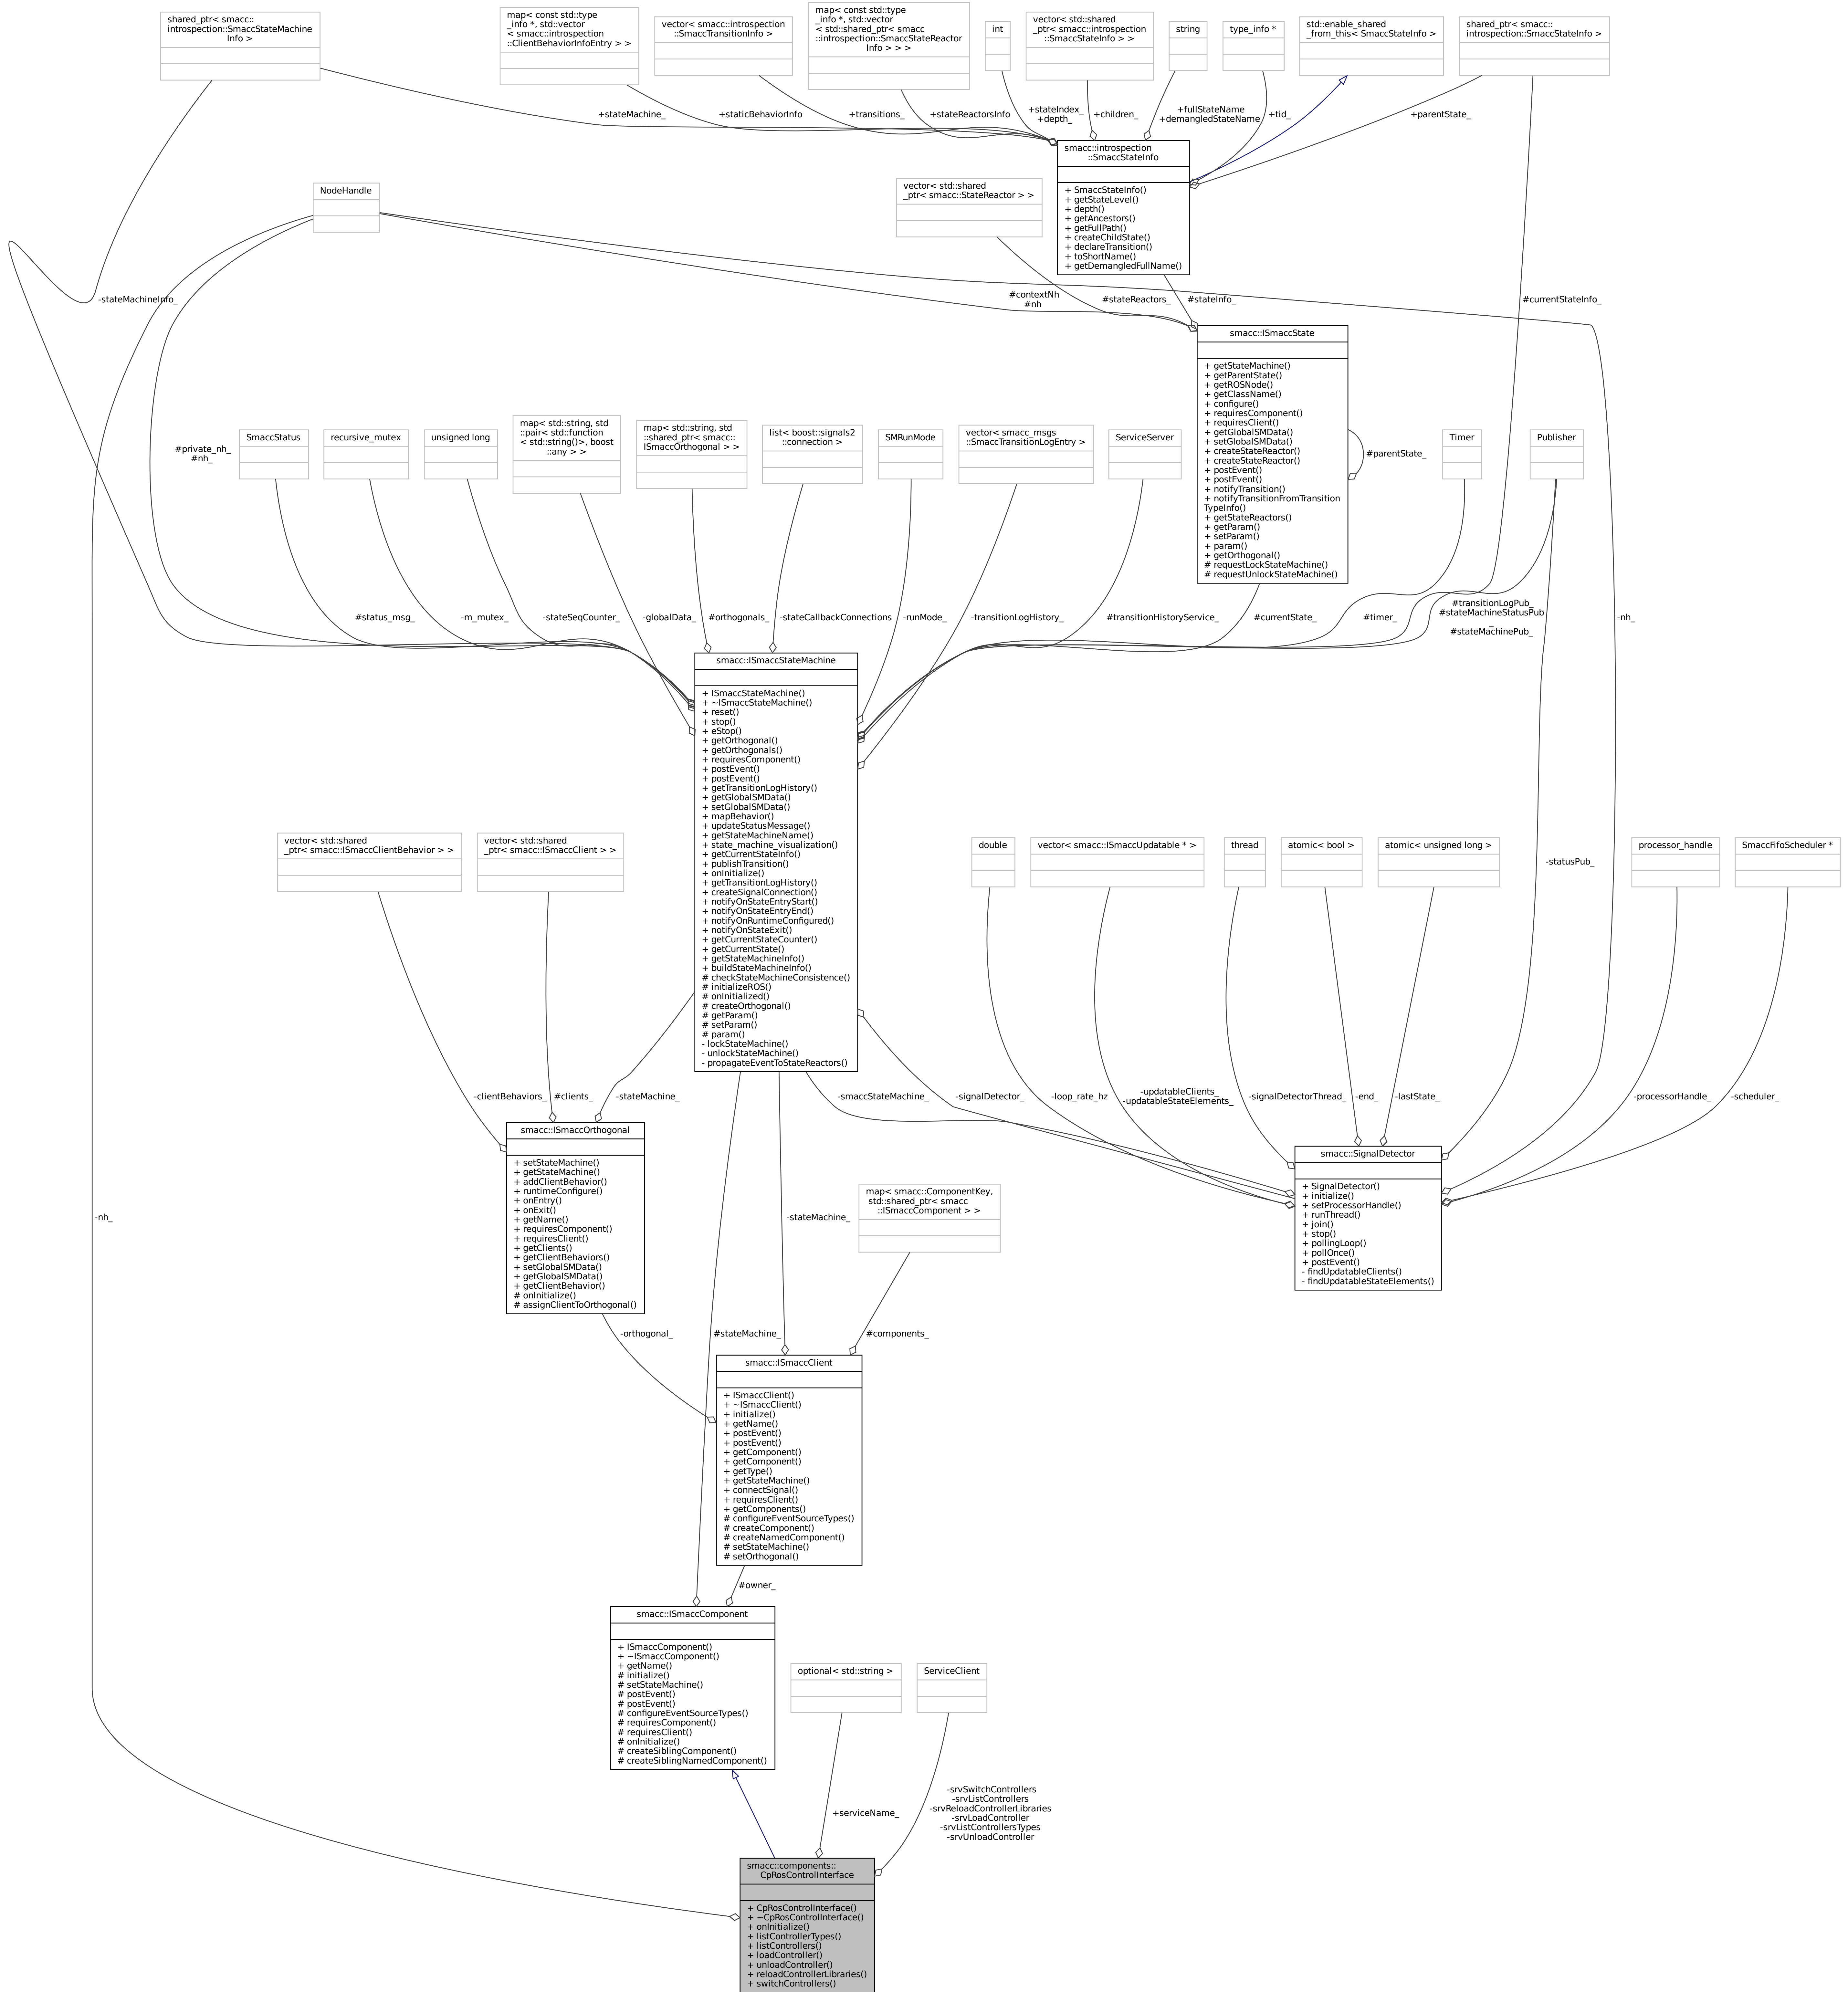 shared_ptr< smacc::
introspection::SmaccStateMachine
Info >
map< const std::type
_info *, std::vector
< smacc::introspection
::ClientBehaviorInfoEntry > >
vector< smacc::introspection
::SmaccTransitionInfo >
map< const std::type
_info *, std::vector
< std::shared_ptr< smacc
::introspection::SmaccStateReactor
Info > > >
int
vector< std::shared
_ptr< smacc::introspection
::SmaccStateInfo > >
string
type_info *
std::enable_shared
_from_this< SmaccStateInfo >
shared_ptr< smacc::
introspection::SmaccStateInfo >
+stateMachine_
+staticBehaviorInfo
+transitions_
+stateReactorsInfo
+stateIndex_
+depth_
+children_
+fullStateName
+demangledStateName
+tid_
+parentState_
smacc::introspection
::SmaccStateInfo
+ SmaccStateInfo()
+ getStateLevel()
+ depth()
+ getAncestors()
+ getFullPath()
+ createChildState()
+ declareTransition()
+ toShortName()
+ getDemangledFullName()
NodeHandle
vector< std::shared
_ptr< smacc::StateReactor > >
-stateMachineInfo_
#contextNh
#nh
#stateReactors_
#stateInfo_
#currentStateInfo_
smacc::ISmaccState
+ getStateMachine()
+ getParentState()
+ getROSNode()
+ getClassName()
+ configure()
+ requiresComponent()
+ requiresClient()
+ getGlobalSMData()
+ setGlobalSMData()
+ createStateReactor()
+ createStateReactor()
+ postEvent()
+ postEvent()
+ notifyTransition()
+ notifyTransitionFromTransition
TypeInfo()
+ getStateReactors()
+ getParam()
+ setParam()
+ param()
+ getOrthogonal()
# requestLockStateMachine()
# requestUnlockStateMachine()
#parentState_
#private_nh_
#nh_
SmaccStatus
recursive_mutex
unsigned long
map< std::string, std
::pair< std::function
< std::string()>, boost
::any > >
map< std::string, std
::shared_ptr< smacc::
ISmaccOrthogonal > >
list< boost::signals2
::connection >
SMRunMode
vector< smacc_msgs
::SmaccTransitionLogEntry >
ServiceServer
Timer
Publisher
#status_msg_
-m_mutex_
-stateSeqCounter_
-globalData_
#orthogonals_
-stateCallbackConnections
-runMode_
-transitionLogHistory_
#transitionHistoryService_
#currentState_
#timer_
#transitionLogPub_
#stateMachineStatusPub
_
#stateMachinePub_
-nh_
smacc::ISmaccStateMachine
+ ISmaccStateMachine()
+ ~ISmaccStateMachine()
+ reset()
+ stop()
+ eStop()
+ getOrthogonal()
+ getOrthogonals()
+ requiresComponent()
+ postEvent()
+ postEvent()
+ getTransitionLogHistory()
+ getGlobalSMData()
+ setGlobalSMData()
+ mapBehavior()
+ updateStatusMessage()
+ getStateMachineName()
+ state_machine_visualization()
+ getCurrentStateInfo()
+ publishTransition()
+ onInitialize()
+ getTransitionLogHistory()
+ createSignalConnection()
+ notifyOnStateEntryStart()
+ notifyOnStateEntryEnd()
+ notifyOnRuntimeConfigured()
+ notifyOnStateExit()
+ getCurrentStateCounter()
+ getCurrentState()
+ getStateMachineInfo()
+ buildStateMachineInfo()
# checkStateMachineConsistence()
# initializeROS()
# onInitialized()
# createOrthogonal()
# getParam()
# setParam()
# param()
- lockStateMachine()
- unlockStateMachine()
- propagateEventToStateReactors()
vector< std::shared
_ptr< smacc::ISmaccClientBehavior > >
vector< std::shared
_ptr< smacc::ISmaccClient > >
double
vector< smacc::ISmaccUpdatable * >
thread
atomic< bool >
atomic< unsigned long >
-statusPub_
processor_handle
SmaccFifoScheduler *
-clientBehaviors_
#clients_
-stateMachine_
-smaccStateMachine_
-signalDetector_
-loop_rate_hz
-updatableClients_
-updatableStateElements_
-signalDetectorThread_
-end_
-lastState_
-processorHandle_
-scheduler_
smacc::ISmaccOrthogonal
+ setStateMachine()
+ getStateMachine()
+ addClientBehavior()
+ runtimeConfigure()
+ onEntry()
+ onExit()
+ getName()
+ requiresComponent()
+ requiresClient()
+ getClients()
+ getClientBehaviors()
+ setGlobalSMData()
+ getGlobalSMData()
+ getClientBehavior()
# onInitialize()
# assignClientToOrthogonal()
smacc::SignalDetector
+ SignalDetector()
+ initialize()
+ setProcessorHandle()
+ runThread()
+ join()
+ stop()
+ pollingLoop()
+ pollOnce()
+ postEvent()
- findUpdatableClients()
- findUpdatableStateElements()
-nh_
-stateMachine_
map< smacc::ComponentKey,
std::shared_ptr< smacc
::ISmaccComponent > >
-orthogonal_
#stateMachine_
#components_
smacc::ISmaccClient
+ ISmaccClient()
+ ~ISmaccClient()
+ initialize()
+ getName()
+ postEvent()
+ postEvent()
+ getComponent()
+ getComponent()
+ getType()
+ getStateMachine()
+ connectSignal()
+ requiresClient()
+ getComponents()
# configureEventSourceTypes()
# createComponent()
# createNamedComponent()
# setStateMachine()
# setOrthogonal()
#owner_
smacc::ISmaccComponent
+ ISmaccComponent()
+ ~ISmaccComponent()
+ getName()
# initialize()
# setStateMachine()
# postEvent()
# postEvent()
# configureEventSourceTypes()
# requiresComponent()
# requiresClient()
# onInitialize()
# createSiblingComponent()
# createSiblingNamedComponent()
optional< std::string >
ServiceClient
+serviceName_
-srvSwitchControllers
-srvListControllers
-srvReloadControllerLibraries
-srvLoadController
-srvListControllersTypes
-srvUnloadController
smacc::components::
CpRosControlInterface
+ CpRosControlInterface()
+ ~CpRosControlInterface()
+ onInitialize()
+ listControllerTypes()
+ listControllers()
+ loadController()
+ unloadController()
+ reloadControllerLibraries()
+ switchControllers()